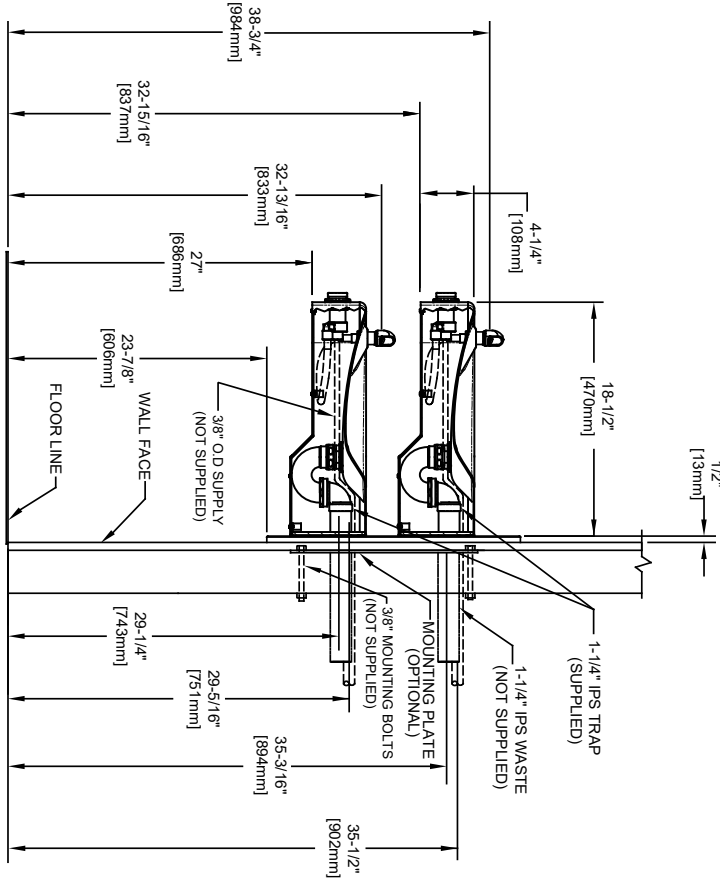 38-3/4"
[984mm]
32-15/16"
[837mm]
32-13/16"
[833mm]
27"
[686mm]
23-7/8"
[606mm]
4-1/4"
[108mm]
18-1/2"
[470mm]
1/2"
[13mm]
FLOOR LINE
WALL FACE
3/8" O.D SUPPLY
(NOT SUPPLIED)
1-1/4" IPS TRAP
(SUPPLIED)
1-1/4" IPS WASTE
(NOT SUPPLIED)
MOUNTING PLATE
(OPTIONAL)
3/8" MOUNTING BOLTS
(NOT SUPPLIED)
29-1/4"
[743mm]
29-5/16"
[751mm]
35-3/16"
[894mm]
35-1/2"
[902mm]